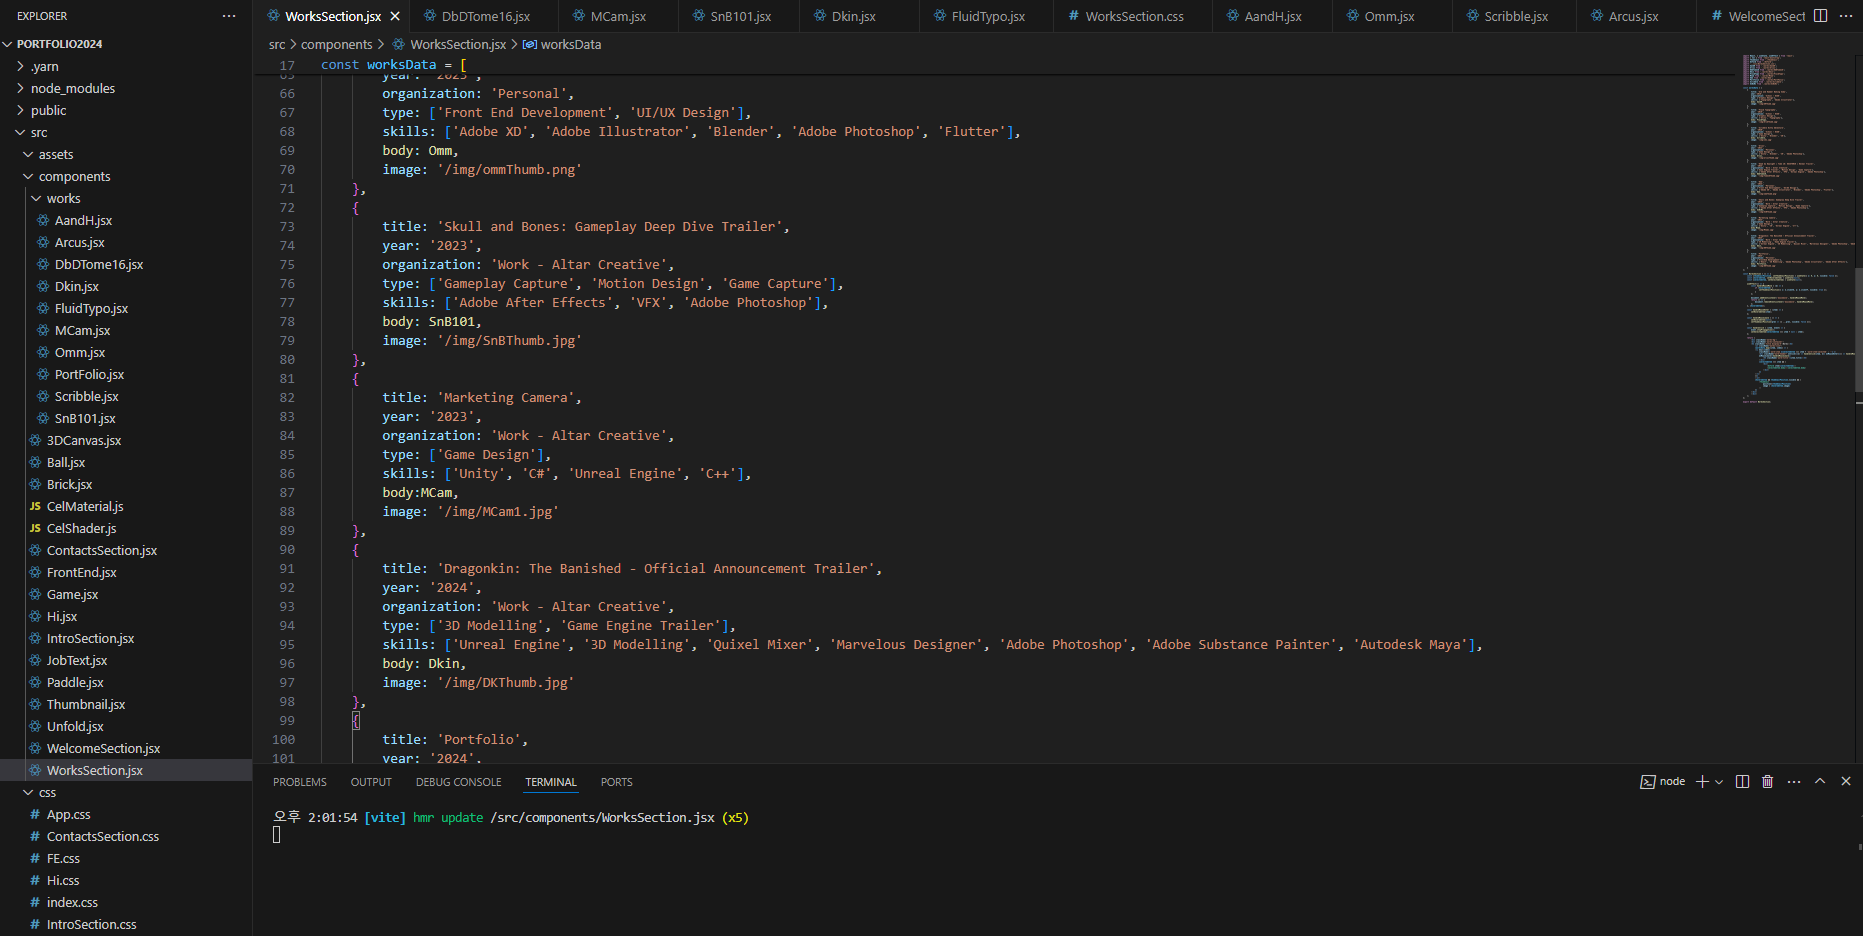 EXPLORER
PORTFOLIO2024
.yarn
node_modules
public
src
assets
components
works
AandH.jsx
Arcus.jsx
DbDTome16.jsx
Dkin.jsx
FluidTypo.jsx
MCam.jsx
Omm.jsx
PortFolio.jsx
Scribble.jsx
SnB101.jsx
3DCanvas.jsx
Ball.jsx
Brick.jsx
JS CelMaterial.js
JS CelShader.js
ContactsSection.jsx
FrontEnd.jsx
Game.jsx
Hi.jsx
IntroSection.jsx
JobText.jsx
Paddle.jsx
Thumbnail.jsx
Unfold.jsx
WelcomeSection.jsx
WorksSection.jsx
css
# App.css
# ContactsSection.css
# FE.css
# Hi.css
# index.css
# IntroSection.css
WorksSection.jsx DbDTome16.jsx MCam.jsx SnB101.jsx Dkin.jsx FluidTypo.jsx # WorksSection.css AandH.jsx Omm.jsx Scribble.jsx Arcus.jsx # WelcomeSect
src > components > WorksSection.jsx > worksData
17 const worksData = [
65 year: '2023',
66 organization: 'Personal',
67 type: ['Front End Development', 'UI/UX Design'],
68 skills: ['Adobe XD', 'Adobe Illustrator', 'Blender', 'Adobe Photoshop', 'Flutter'],
69 body: Omm,
70 image: '/img/ommThumb.png'
71 },
72 {
73 title: 'Skull and Bones: Gameplay Deep Dive Trailer',
74 year: '2023',
75 organization: 'Work - Altar Creative',
76 type: ['Gameplay Capture', 'Motion Design', 'Game Capture'],
77 skills: ['Adobe After Effects', 'VFX', 'Adobe Photoshop'],
78 body: SnB101,
79 image: '/img/SnBThumb.jpg'
80 },
81 {
82 title: 'Marketing Camera',
83 year: '2023',
84 organization: 'Work - Altar Creative',
85 type: ['Game Design'],
86 skills: ['Unity', 'C#', 'Unreal Engine', 'C++'],
87 body:MCam,
88 image: '/img/MCam1.jpg'
89 },
90 {
91 title: 'Dragonkin: The Banished - Official Announcement Trailer',
92 year: '2024',
93 organization: 'Work - Altar Creative',
94 type: ['3D Modelling', 'Game Engine Trailer'],
95 skills: ['Unreal Engine', '3D Modelling', 'Quixel Mixer', 'Marvelous Designer', 'Adobe Photoshop', 'Adobe Substance Painter', 'Autodesk Maya'],
96 body: Dkin,
97 image: '/img/DKThumb.jpg'
98 },
99 {
100 title: 'Portfolio',
101 year: '2024',
PROBLEMS OUTPUT DEBUG CONSOLE TERMINAL PORTS
node
오후 2:01:54 [vite] hmr update /src/components/WorksSection.jsx (x5)